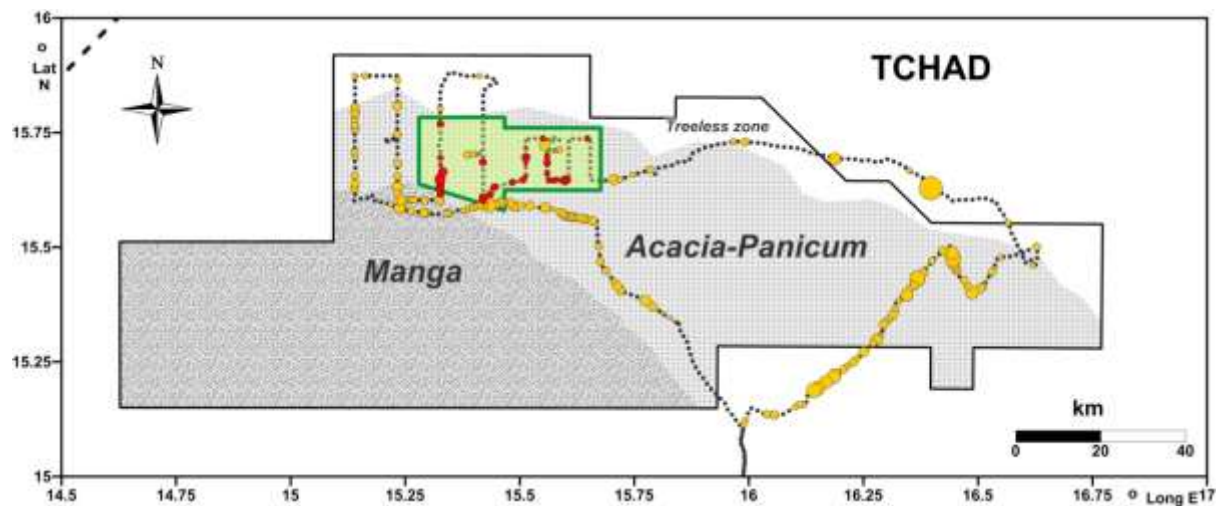 16
o
Lat
N
N
TCHAD
15.75
Treeless zone
15.5
Acacia-Panicum
Manga
15.25
km
0 20 40
15
14.5 14.75 15 15.25 15.5 15.75 16 16.25 16.5 16.75 o Long E 17